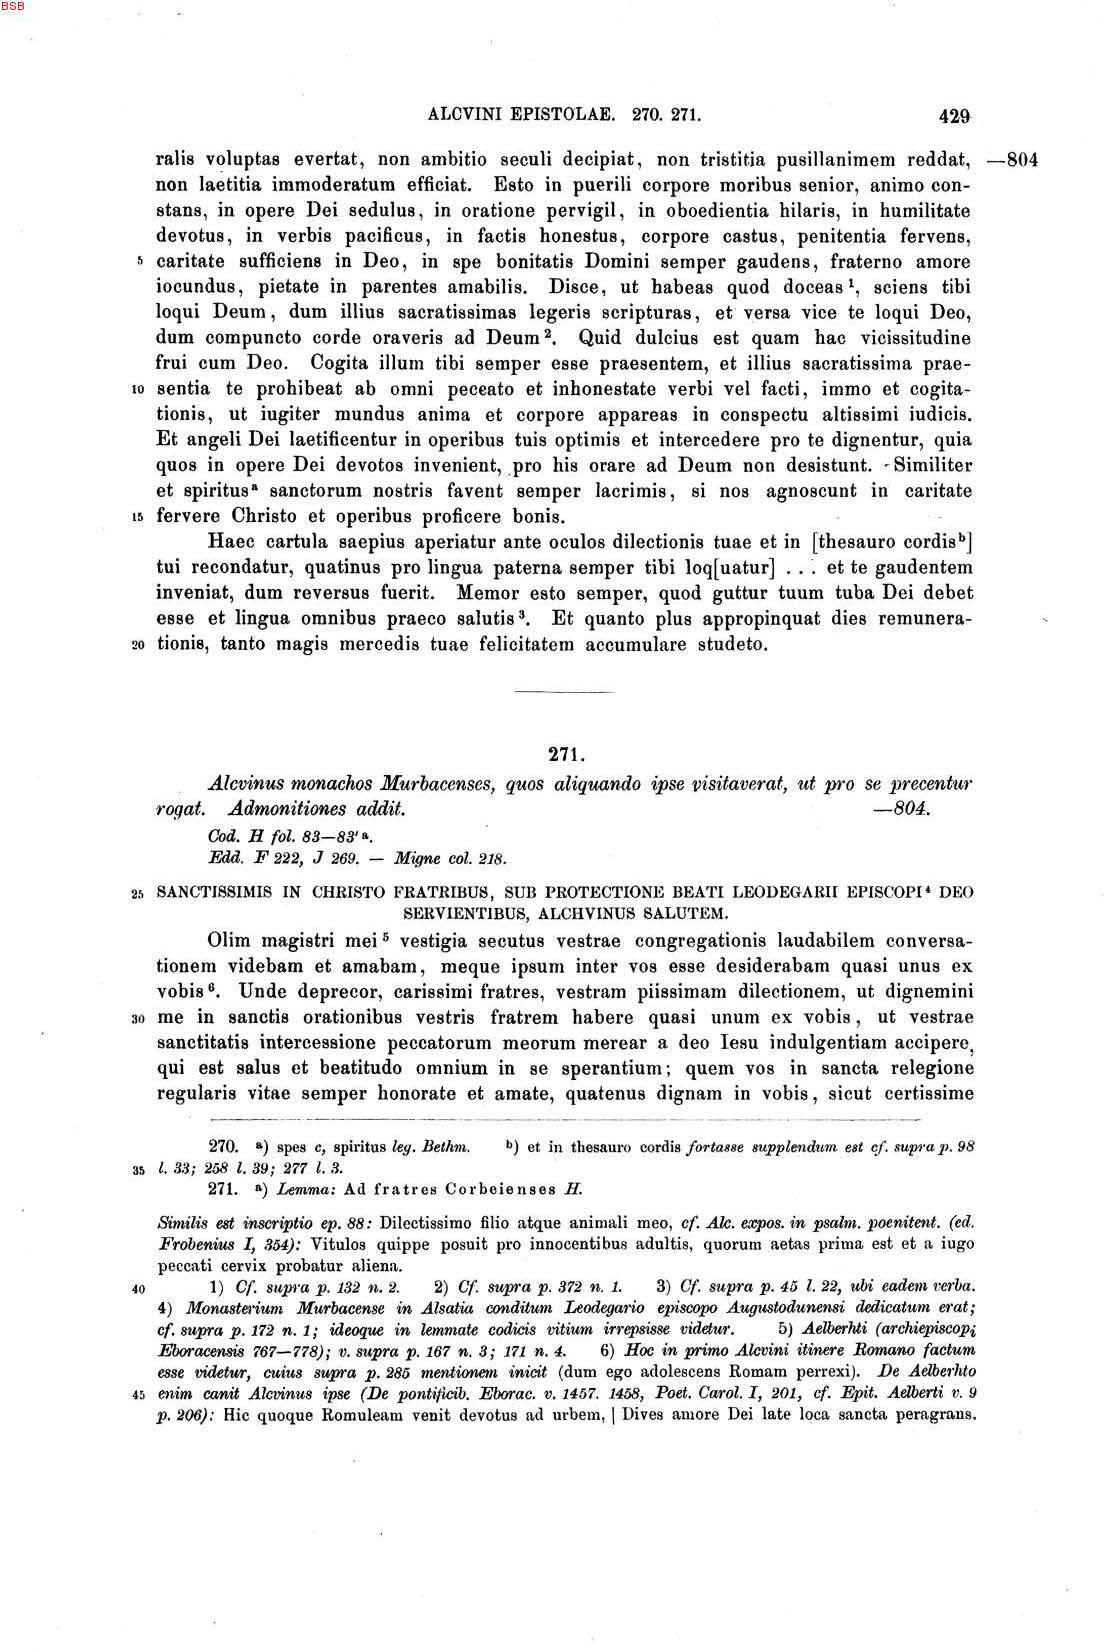 BSB
ALCVINI EPISTOLAE. 270. 271. 429
ralis voluptas evertat, non ambitio seculi decipiat, non tristitia pusillanimem reddat, —804
non laetitia immoderatum efficiat. Esto in puerili corpore moribus senior, animo con-
stans, in opere Dei sedulus, in oratione pervigil, in oboedientia hilaris, in humilitate
devotus, in verbis pacificus, in factis honestus, corpore castus, penitentia fervens,
5 caritate sufficiens in Deo, in spe bonitatis Domini semper gaudens, fraterno amore
iocundus, pietate in parentes amabilis. Disce, ut habeas quod doceas¹, sciens tibi
loqui Deum, dum illius sacratissimas legeris scripturas, et versa vice te loqui Deo,
dum compuncto corde oraveris ad Deum². Quid dulcius est quam hac vicissitudine
frui cum Deo. Cogita illum tibi semper esse praesentem, et illius sacratissima prae-
10 sentia te prohibeat ab omni peccato et inhonestate verbi vel facti, immo et cogita-
tionis, ut iugiter mundus anima et corpore appareas in conspectu altissimi iudicis.
Et angeli Dei laetificentur in operibus tuis optimis et intercedere pro te dignentur, quia
quos in opere Dei devotos invenient, pro his orare ad Deum non desistunt. Similiter
et spiritusᵃ sanctorum nostris favent semper lacrimis, si nos agnoscunt in caritate
15 fervere Christo et operibus proficere bonis.
Haec cartula saepius aperiatur ante oculos dilectionis tuae et in [thesauro cordisᵇ]
tui recondatur, quatinus pro lingua paterna semper tibi loq[uatur] . . . et te gaudentem
inveniat, dum reversus fuerit. Memor esto semper, quod guttur tuum tuba Dei debet
esse et lingua omnibus praeco salutis³. Et quanto plus appropinquat dies remunera-
20 tionis, tanto magis mercedis tuae felicitatem accumulare studeto.
271.
Alcvinus monachos Murbacenses, quos aliquando ipse visitaverat, ut pro se precentur
rogat. Admonitiones addit. —804.
Cod. H fol. 83—83'ᵃ.
Edd. F 222, J 269. — Migne col. 218.
25 SANCTISSIMIS IN CHRISTO FRATRIBUS, SUB PROTECTIONE BEATI LEODEGARII EPISCOPI⁴ DEO
SERVIENTIBUS, ALCHVINUS SALUTEM.
Olim magistri mei⁵ vestigia secutus vestrae congregationis laudabilem conversa-
tionem videbam et amabam, meque ipsum inter vos esse desiderabam quasi unus ex
vobis⁶. Unde deprecor, carissimi fratres, vestram piissimam dilectionem, ut dignemini
30 me in sanctis orationibus vestris fratrem habere quasi unum ex vobis, ut vestrae
sanctitatis intercessione peccatorum meorum merear a deo Iesu indulgentiam accipere,
qui est salus et beatitudo omnium in se sperantium; quem vos in sancta relegione
regularis vitae semper honorate et amate, quatenus dignam in vobis, sicut certissime
270. ᵃ) spes c, spiritus leg. Bethm. ᵇ) et in thesauro cordis fortasse supplendum est cf. supra p. 98
35 l. 33; 258 l. 39; 277 l. 3.
271. ᵃ) Lemma: Ad fratres Corbeienses H.
Similis est inscriptio ep. 88: Dilectissimo filio atque animali meo, cf. Alc. expos. in psalm. poenitent. (ed.
Frobenius I, 354): Vitulos quippe posuit pro innocentibus adultis, quorum aetas prima est et a iugo
peccati cervix probatur aliena.
40 1) Cf. supra p. 132 n. 2. 2) Cf. supra p. 372 n. 1. 3) Cf. supra p. 45 l. 22, ubi eadem verba.
4) Monasterium Murbacense in Alsatia conditum Leodegario episcopo Augustodunensi dedicatum erat;
cf. supra p. 172 n. 1; ideoque in lemmate codicis vitium irrepsisse videtur. 5) Aelberhti (archiepiscopi
Eboracensis 767—778); v. supra p. 167 n. 3; 171 n. 4. 6) Hoc in primo Alcvini itinere Romano factum
esse videtur, cuius supra p. 285 mentionem inicit (dum ego adolescens Romam perrexi). De Aelberhto
45 enim canit Alcvinus ipse (De pontificib. Eborac. v. 1457. 1458, Poet. Carol. I, 201, cf. Epit. Aelberti v. 9
p. 206): Hic quoque Romuleam venit devotus ad urbem, | Dives amore Dei late loca sancta peragrans.